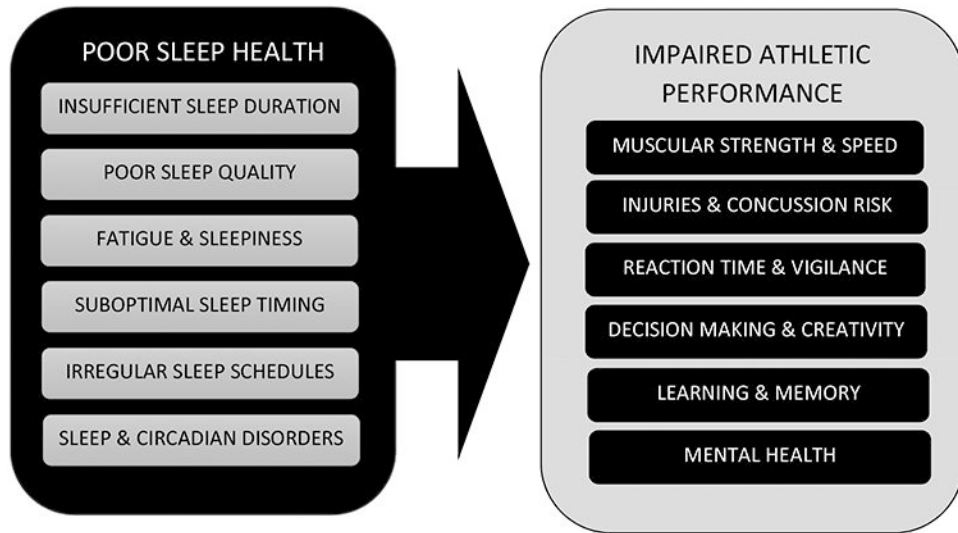 POOR SLEEP HEALTH
INSUFFICIENT SLEEP DURATION
POOR SLEEP QUALITY
FATIGUE & SLEEPINESS
SUBOPTIMAL SLEEP TIMING
IRREGULAR SLEEP SCHEDULES
SLEEP & CIRCADIAN DISORDERS
IMPAIRED ATHLETIC
PERFORMANCE
MUSCULAR STRENGTH & SPEED
INJURIES & CONCUSSION RISK
REACTION TIME & VIGILANCE
DECISION MAKING & CREATIVITY
LEARNING & MEMORY
MENTAL HEALTH